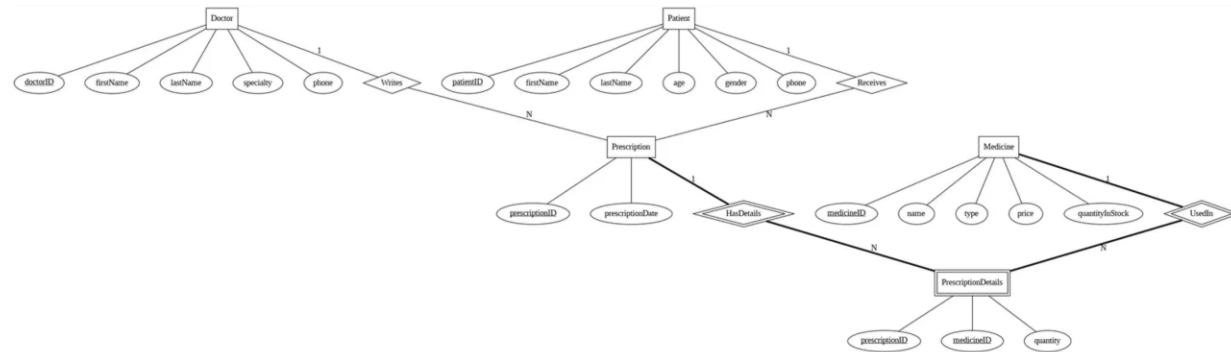 Doctor
Patient
1
1
doctorID
firstName
lastName
specialty
phone
Writes
patientID
firstName
lastName
age
gender
phone
Receives
N
N
Prescription
Medicine
1
1
prescriptionID
prescriptionDate
HasDetails
medicineID
name
type
price
quantityInStock
UsedIn
N
N
PrescriptionDetails
prescriptionID
medicineID
quantity